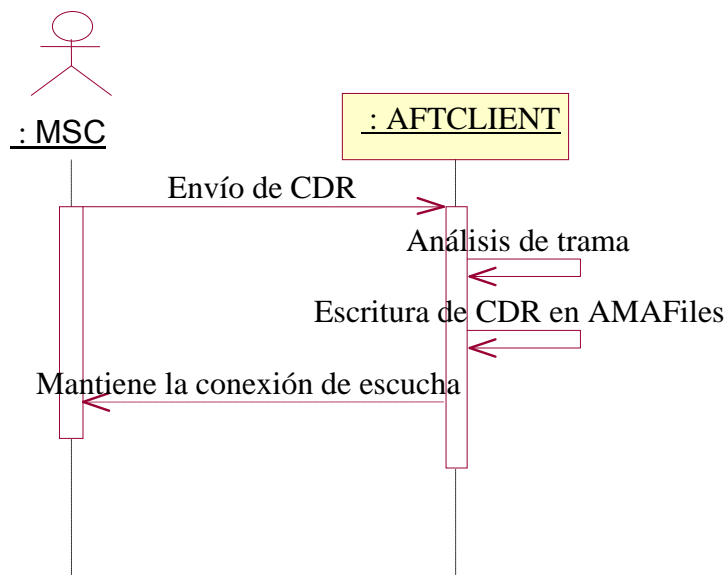 : MSC
: AFTCLIENT
Envío de CDR
Análisis de trama
Escritura de CDR en AMAFiles
Mantiene la conexión de escucha